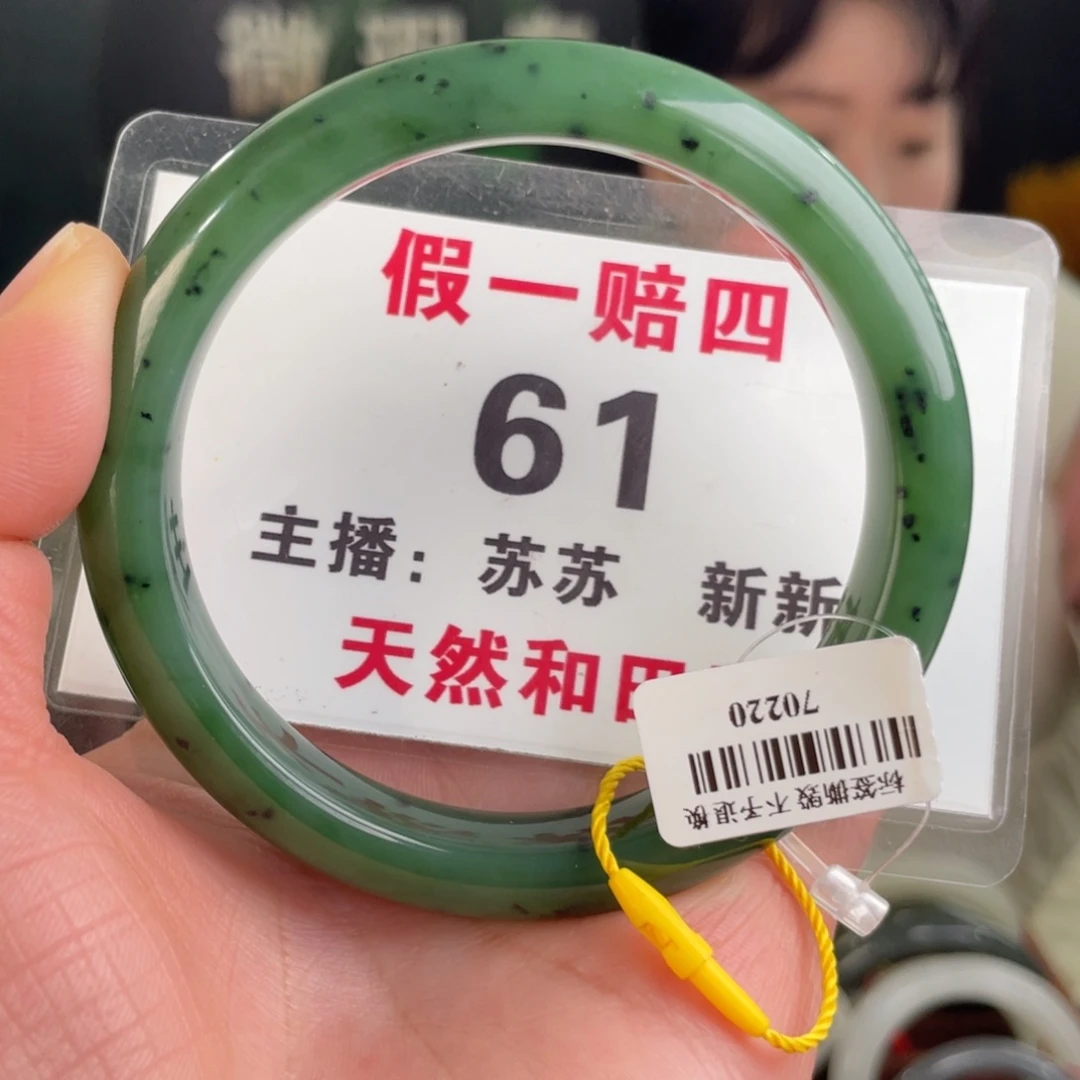 假一赔四
61
主播：苏苏 新新
天然和田
70220
标签撕毁 不予退换